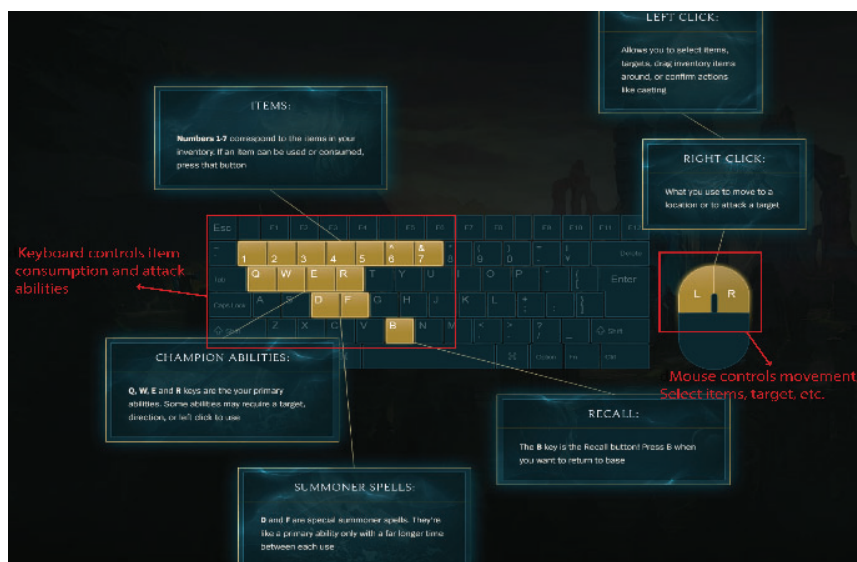 LEFT CLICK:
Allows you to select items,
targets, drag inventory items
around, or confirm actions
like casting
ITEMS:
Numbers 1-7 correspond to the items in your
inventory. If an item can be used or consumed,
press that button
RIGHT CLICK:
What you use to move to a
location or to attack a target
Keyboard controls item
consumption and attack
abilities
Esc F1 F2 F3 F4 F5 F6 F7 F8 F9 F10 F11 F12
1 2 3 4 5 ^ 6 & 7 * 8 ( 9 ) 0 Delete
Tab Q W E R T Y U I O P Enter
Caps Lock A S D F G H J K L
Shift Z X C V B N M < > ? / _ Shift
⌘ ⌘ Option Fn Ctrl
L R
Mouse controls movement
Select items, target, etc.
CHAMPION ABILITIES:
Q, W, E and R keys are the your primary
abilities. Some abilities may require a target,
direction, or left click to use
RECALL:
The B key is the Recall button! Press B when
you want to return to base
SUMMONER SPELLS:
D and F are special summoner spells. They're
like a primary ability only with a far longer time
between each use